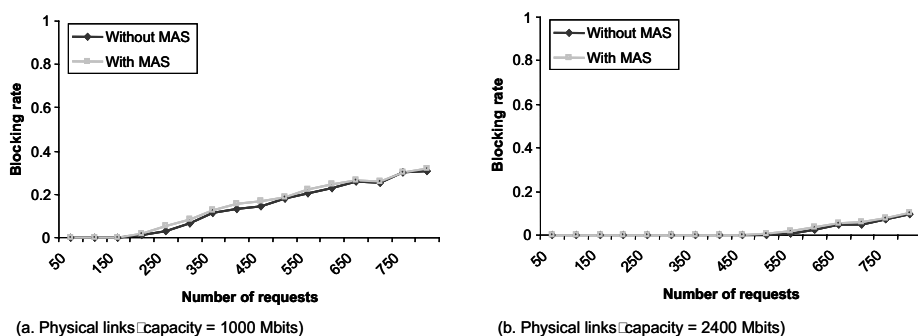 1
0.8
0.6
0.4
0.2
0
Blocking rate
Without MAS
With MAS
50
150
250
350
450
550
650
750
Number of requests
(a. Physical links□capacity = 1000 Mbits)
1
0.8
0.6
0.4
0.2
0
Blocking rate
Without MAS
With MAS
50
150
250
350
450
550
650
750
Number of requests
(b. Physical links□capacity = 2400 Mbits)